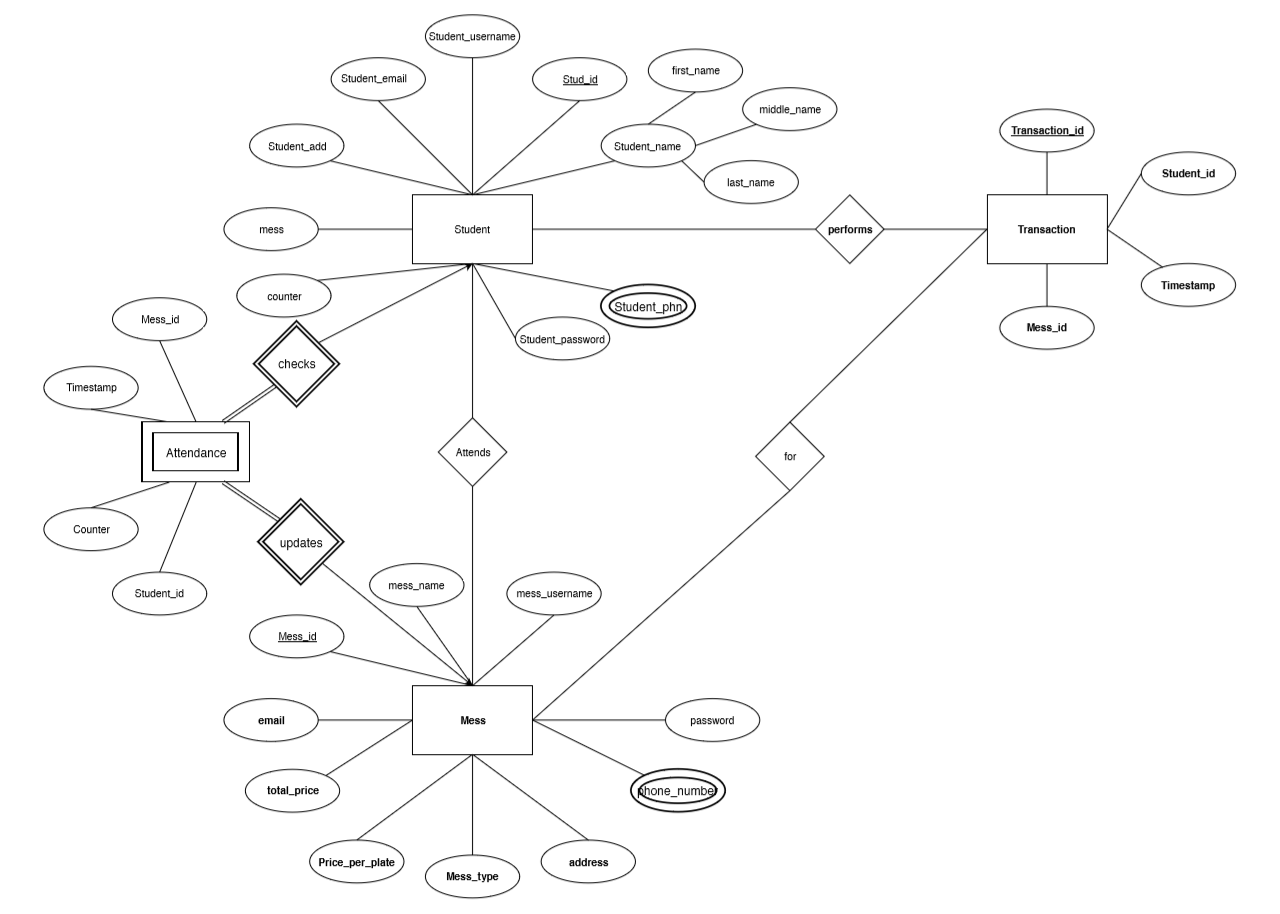 Student_username
Student_email
Stud_id
first_name
middle_name
Student_add
Student_name
last_name
Transaction_id
Student_id
mess
Student
performs
Transaction
counter
Student_phn
Timestamp
Mess_id
Student_password
Mess_id
checks
Timestamp
Attendance
Attends
for
Counter
updates
Student_id
mess_name
mess_username
Mess_id
email
Mess
password
total_price
phone_number
Price_per_plate
Mess_type
address